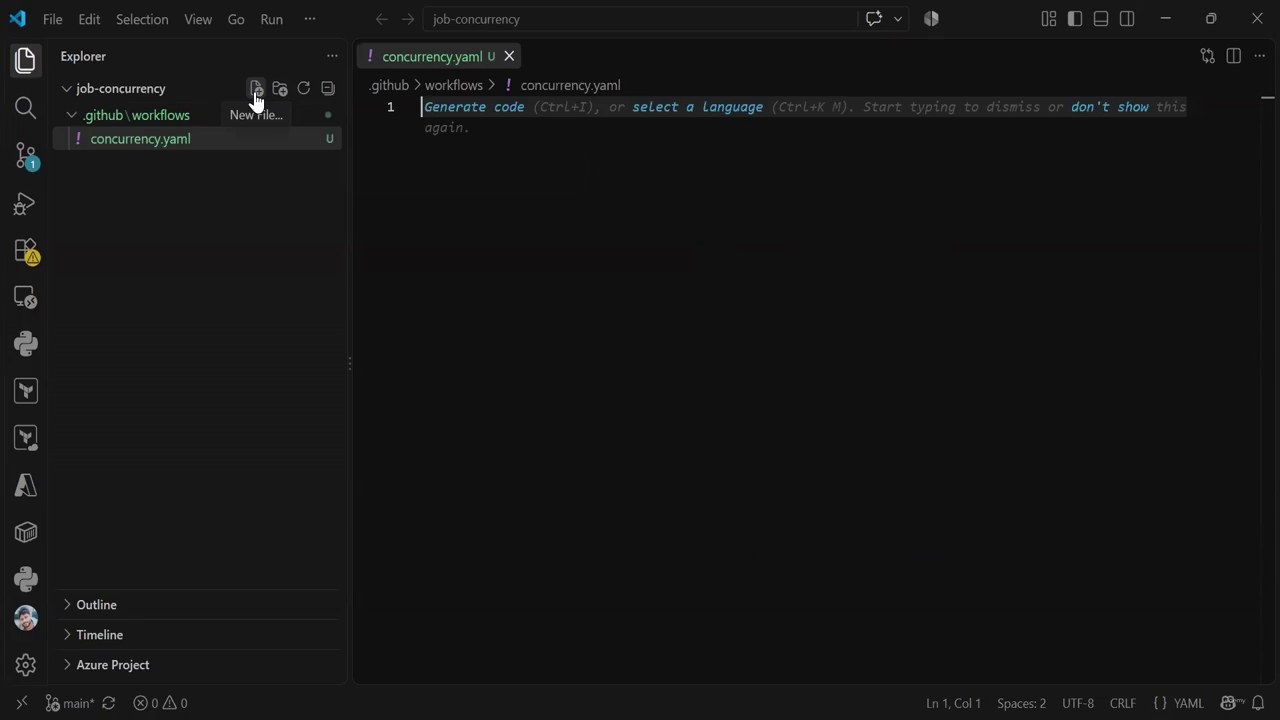 File Edit Selection View Go Run ···
job-concurrency
Explorer ···
job-concurrency
New File...
.github\workflows
concurrency.yaml U
1
concurrency.yaml U
.github > workflows > ! concurrency.yaml
1 Generate code (Ctrl+I), or select a language (Ctrl+K M). Start typing to dismiss or don't show this
again.
Outline
Timeline
Azure Project
main* 0 0 Ln 1, Col 1 Spaces: 2 UTF-8 CRLF { } YAML